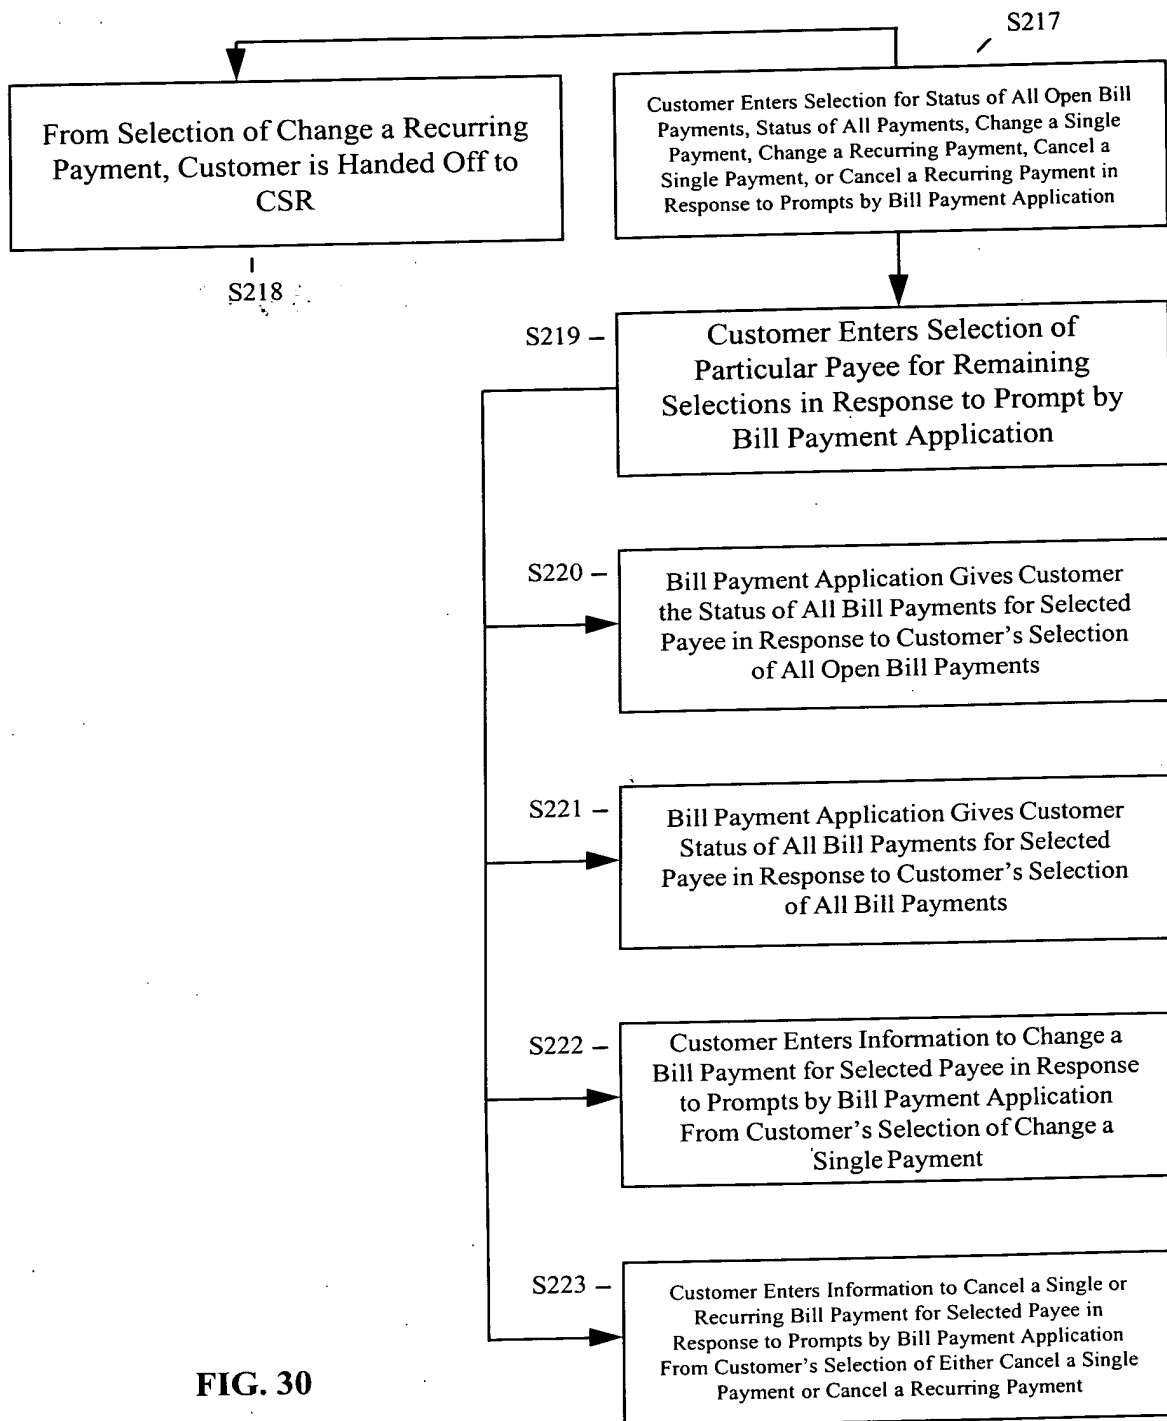 S217
From Selection of Change a Recurring
Payment, Customer is Handed Off to
CSR
S218
Customer Enters Selection for Status of All Open Bill
Payments, Status of All Payments, Change a Single
Payment, Change a Recurring Payment, Cancel a
Single Payment, or Cancel a Recurring Payment in
Response to Prompts by Bill Payment Application
S219
Customer Enters Selection of
Particular Payee for Remaining
Selections in Response to Prompt by
Bill Payment Application
S220
Bill Payment Application Gives Customer
the Status of All Bill Payments for Selected
Payee in Response to Customer's Selection
of All Open Bill Payments
S221
Bill Payment Application Gives Customer
Status of All Bill Payments for Selected
Payee in Response to Customer's Selection
of All Bill Payments
S222
Customer Enters Information to Change a
Bill Payment for Selected Payee in Response
to Prompts by Bill Payment Application
From Customer's Selection of Change a
Single Payment
S223
Customer Enters Information to Cancel a Single or
Recurring Bill Payment for Selected Payee in
Response to Prompts by Bill Payment Application
From Customer's Selection of Either Cancel a Single
Payment or Cancel a Recurring Payment
FIG. 30